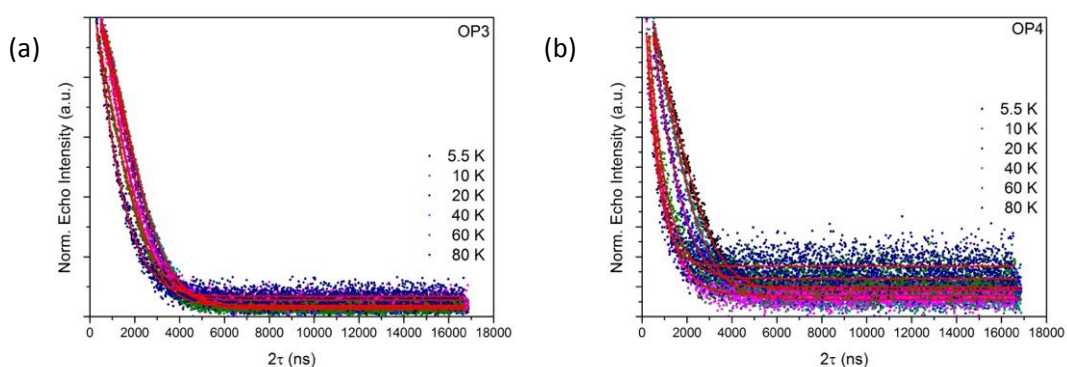 (a)
OP3
Norm. Echo Intensity (a.u.)
5.5 K
10 K
20 K
40 K
60 K
80 K
0 2000 4000 6000 8000 10000 12000 14000 16000 18000
2τ (ns)
(b)
OP4
Norm. Echo Intensity (a.u.)
5.5 K
10 K
20 K
40 K
60 K
80 K
0 2000 4000 6000 8000 10000 12000 14000 16000 18000
2τ (ns)